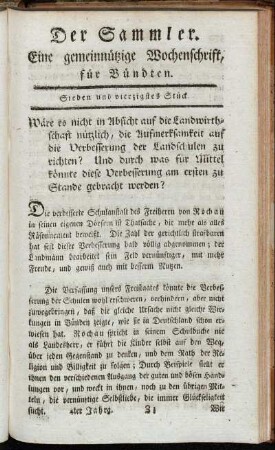 Der Sammler.
Eine gemeinnützige Wochenschrift,
für Bündten.
Sieben und vierzigstes Stück.
Wäre es nicht in Absicht auf die Landwirth-
schaft nützlich, die Aufmerksamkeit auf
die Verbesserung der Landschulen zu
richten? Und durch was für Mittel
könnte diese Verbesserung am ersten zu
Stande gebracht werden?
Die verbesserte Schulanstalt des Freiherrn von Rochau
in seinen eigenen Dörfern ist Thatsache, die mehr als alles
Räsonnement beweißt. Die Zahl der gerichtlich streitbaren
hat seit dieser Verbesserung bald völlig abgenommen; der
Landmann bearbeitet sein Feld vernünftiger, mit mehr
Freude, und gewiß auch mit besserm Nutzen.
Die Verfassung unsers Freistaates könnte die Verbesse-
rung der Schulen wohl erschweren, verhindern, aber nicht
zuwegebringen, daß die gleiche Ursache nicht gleiche Wir-
kungen in Bündten zeige, wie sie in Deutschland schon er-
wiesen hat. Rochau spricht in seinem Schulbuche nie
als Landesherr, er führt die Kinder selbst auf den Weg,
über jeden Gegenstand zu denken, und dem Rath der Re-
ligion und Billigkeit zu folgen; Durch Beispiele stellt er
ihnen den verschiedenen Ausgang der guten und bösen Handl-
ungen vor, und weckt in ihnen, noch zu den übrigen Mit-
teln, die vernünftige Selbstliebe, die immer Glückseligkeit
sucht. 4ter Jahrg. Z z Wir